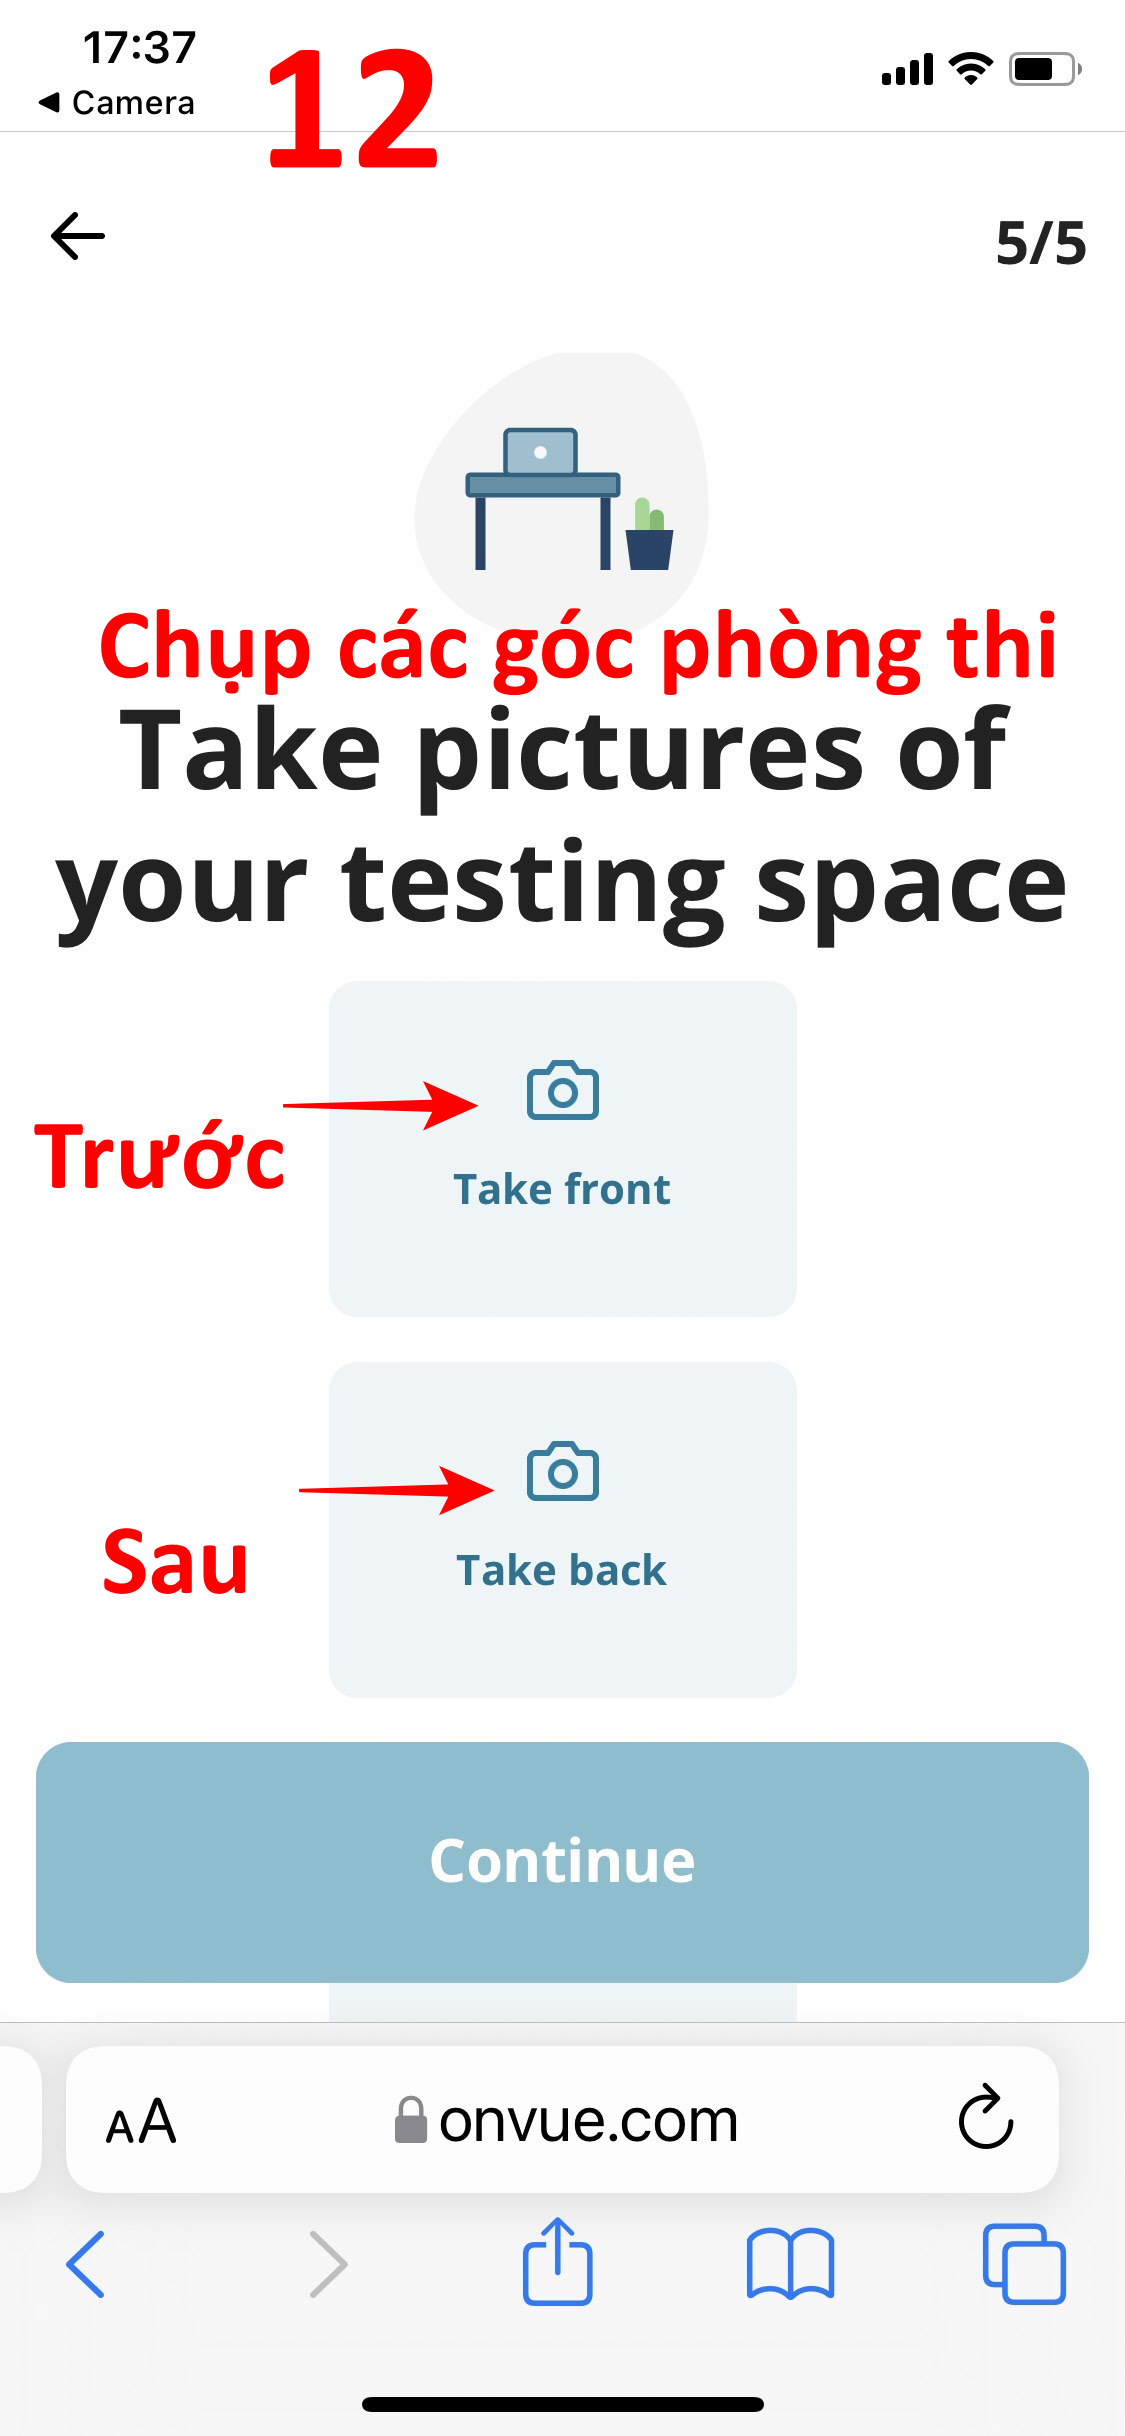 17:37
Camera
12
5/5
Chụp các góc phòng thi
Take pictures of
your testing space
Trước
Take front
Sau
Take back
Continue
AA
onvue.com